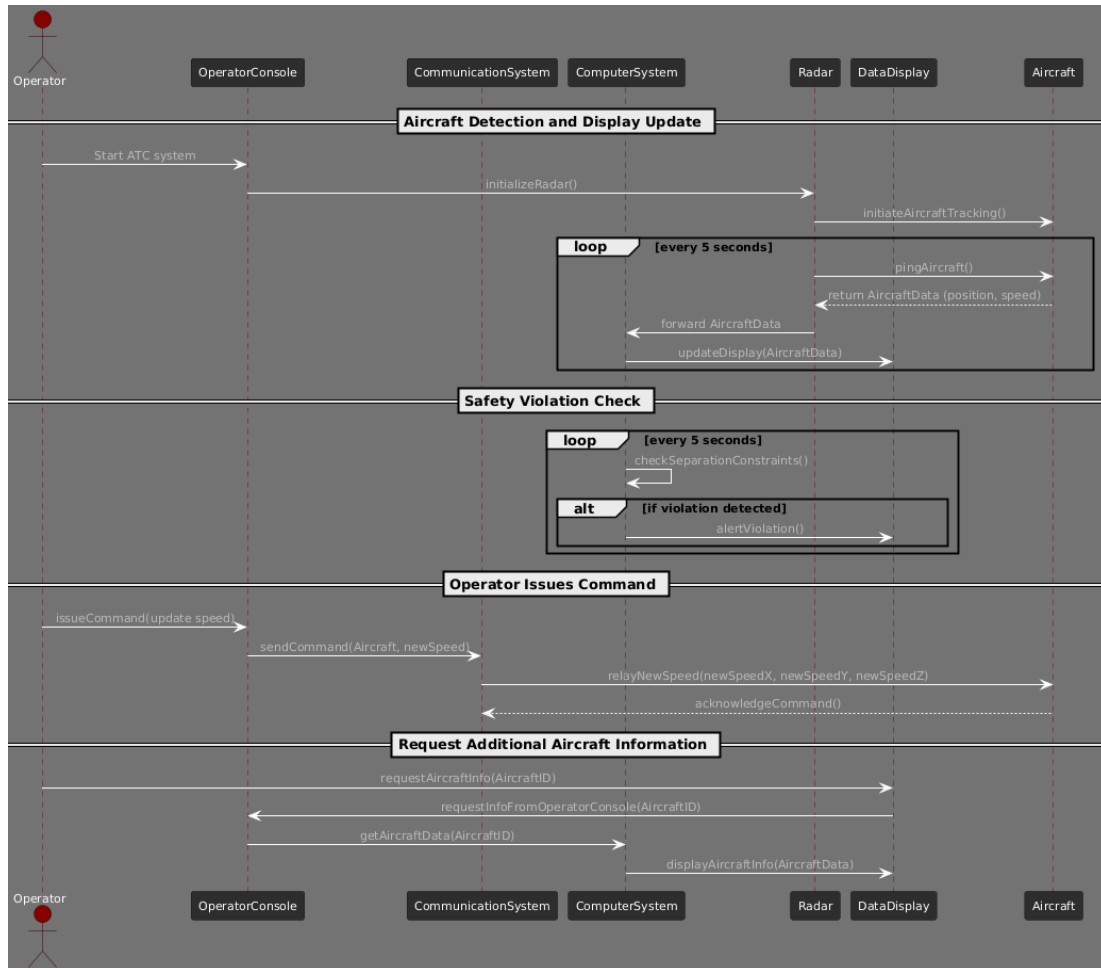 Operator
OperatorConsole
CommunicationSystem
ComputerSystem
Radar
DataDisplay
Aircraft
Aircraft Detection and Display Update
Start ATC system
initializeRadar()
initiateAircraftTracking()
loop
[every 5 seconds]
pingAircraft()
return AircraftData (position, speed)
forward AircraftData
updateDisplay(AircraftData)
Safety Violation Check
loop
[every 5 seconds]
checkSeparationConstraints()
alt
[if violation detected]
alertViolation()
Operator Issues Command
issueCommand(update speed)
sendCommand(Aircraft, newSpeed)
relayNewSpeed(newSpeedX, newSpeedY, newSpeedZ)
acknowledgeCommand()
Request Additional Aircraft Information
requestAircraftInfo(AircraftID)
requestInfoFromOperatorConsole(AircraftID)
getAircraftData(AircraftID)
displayAircraftInfo(AircraftData)
Operator
OperatorConsole
CommunicationSystem
ComputerSystem
Radar
DataDisplay
Aircraft